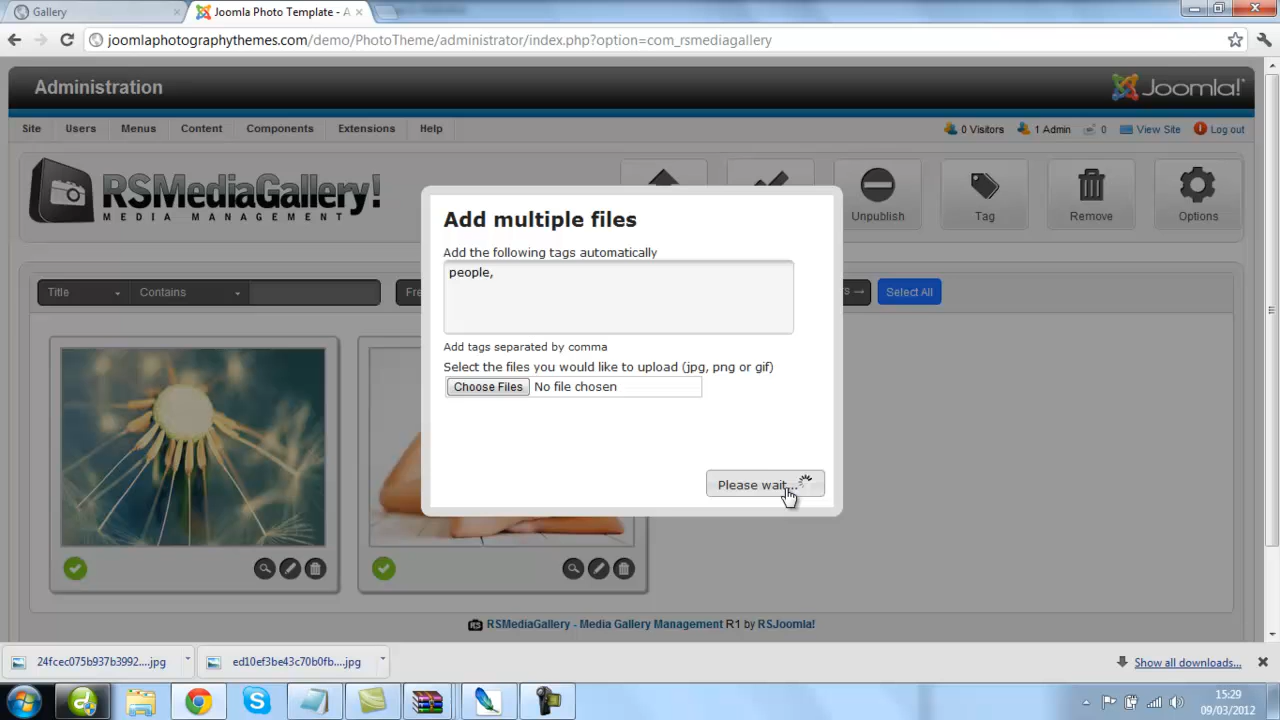 Gallery
Joomla Photo Template - A
joomlaphotographythemes.com/demo/PhotoTheme/administrator/index.php?option=com_rsmediagallery
Administration
Joomla!
Site Users Menus Content Components Extensions Help
0 Visitors 1 Admin 0 View Site Log out
RSMediaGallery!
MEDIA MANAGEMENT
Unpublish Tag Remove Options
Add multiple files
Add the following tags automatically
people,
Add tags separated by comma
Select the files you would like to upload (jpg, png or gif)
Choose Files No file chosen
Please wait...
Title Contains Select All
RSMediaGallery - Media Gallery Management R1 by RSJoomla!
24fcec075b937b3992....jpg
ed10ef3be43c70b0fb....jpg
Show all downloads...
15:29
09/03/2012